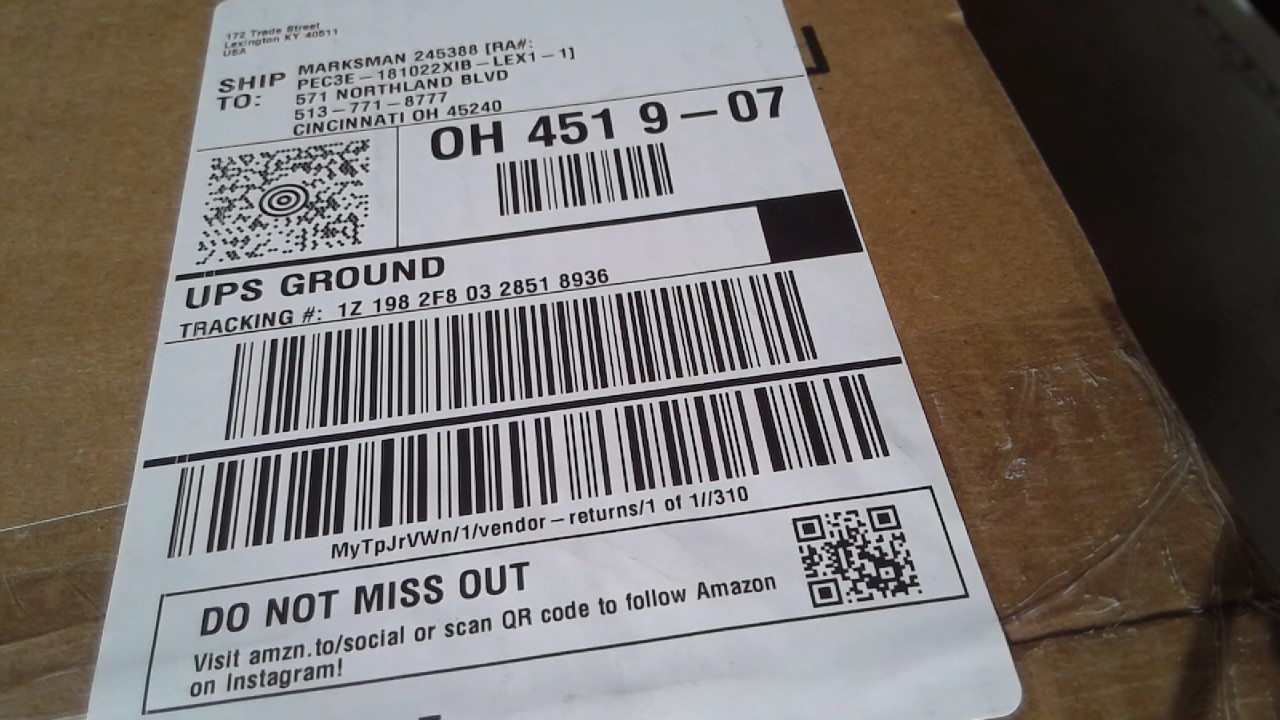 172 Trade Street
Lexington KY 40511
USA
SHIP TO:
MARKSMAN 245388 [RA#:
PEC3E-181022XIB-LEX1-1]
571 NORTHLAND BLVD
513-771-8777
CINCINNATI OH 45240
OH 451 9-07
UPS GROUND
TRACKING #: 1Z 198 2F8 03 2851 8936
MyTpJrVWn/1/vendor-returns/1 of 1//310
DO NOT MISS OUT
Visit amzn.to/social or scan QR code to follow Amazon
on Instagram!